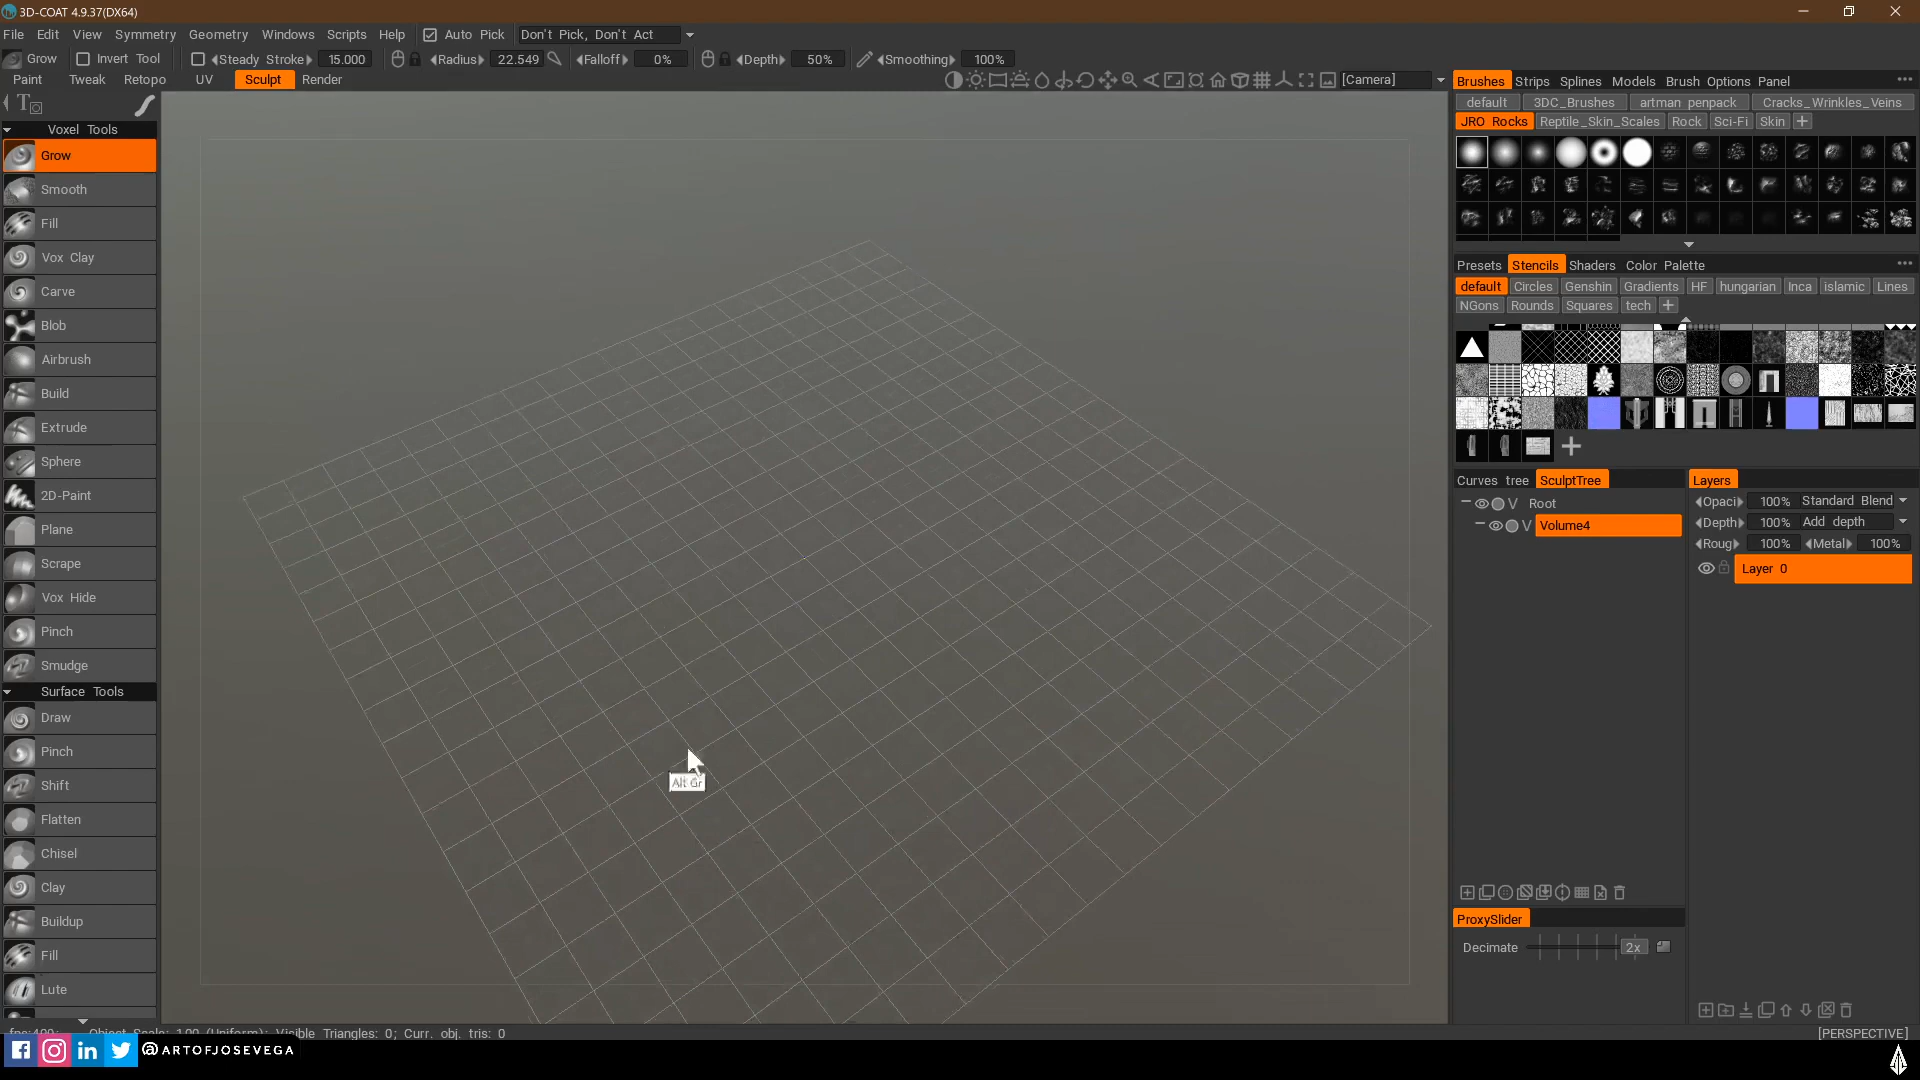 3D-COAT 4.9.37(DX64)
File Edit View Symmetry Geometry Windows Scripts Help Auto Pick Don't Pick, Don't Act
Grow Invert Tool Steady Stroke 15.000 Radius 22.549 Falloff 0% Depth 50% Smoothing 100%
Paint Tweak Retopo UV Sculpt Render [Camera]
Voxel Tools
Grow
Smooth
Fill
Vox Clay
Carve
Blob
Airbrush
Build
Extrude
Sphere
2D-Paint
Plane
Scrape
Vox Hide
Pinch
Smudge
Surface Tools
Draw
Pinch
Shift
Flatten
Chisel
Clay
Buildup
Fill
Lute
Alt Gr
Brushes Strips Splines Models Brush Options Panel
default 3DC_Brushes artman penpack Cracks_Wrinkles_Veins
JRO Rocks Reptile_Skin_Scales Rock Sci-Fi Skin
Presets Stencils Shaders Color Palette
default Circles Genshin Gradients HF hungarian Inca islamic Lines
NGons Rounds Squares tech
Curves tree SculptTree
V Root
V Volume4
Layers
Opaci 100% Standard Blend
Depth 100% Add depth
Roug 100% Metal 100%
Layer 0
ProxySlider
Decimate 2x
fps:400; Object Scale: 1.00 (Uniform); Visible Triangles: 0; Curr. obj. tris: 0
[PERSPECTIVE]
@ARTOFJOSEVEGA